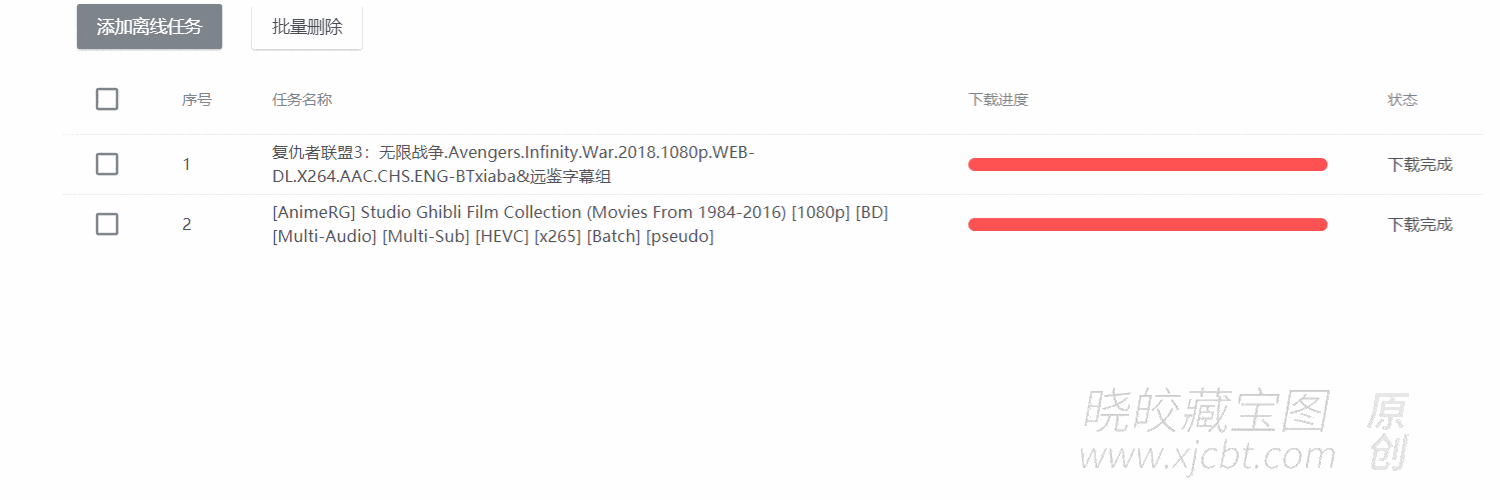 添加离线任务 批量删除
序号 任务名称 下载进度 状态
1 复仇者联盟3：无限战争.Avengers.Infinity.War.2018.1080p.WEB-
DL.X264.AAC.CHS.ENG-BTxiaba&远鉴字幕组 下载完成
2 [AnimeRG] Studio Ghibli Film Collection (Movies From 1984-2016) [1080p] [BD]
[Multi-Audio] [Multi-Sub] [HEVC] [x265] [Batch] [pseudo] 下载完成
晓皎藏宝图 原创
www.xjcbt.com